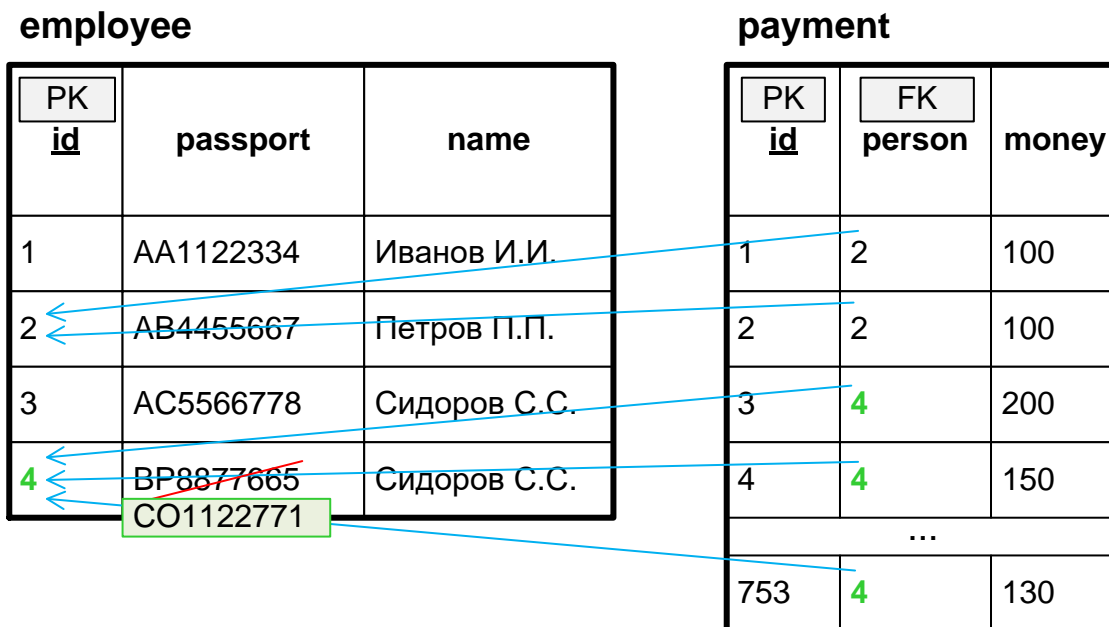 employee
PK
id passport name
1 AA1122334 Иванов И.И.
2 AB4455667 Петров П.П.
3 AC5566778 Сидоров С.С.
4 BP8877665 Сидоров С.С.
CO1122771
payment
PK FK
id person money
1 2 100
2 2 100
3 4 200
4 4 150
...
753 4 130